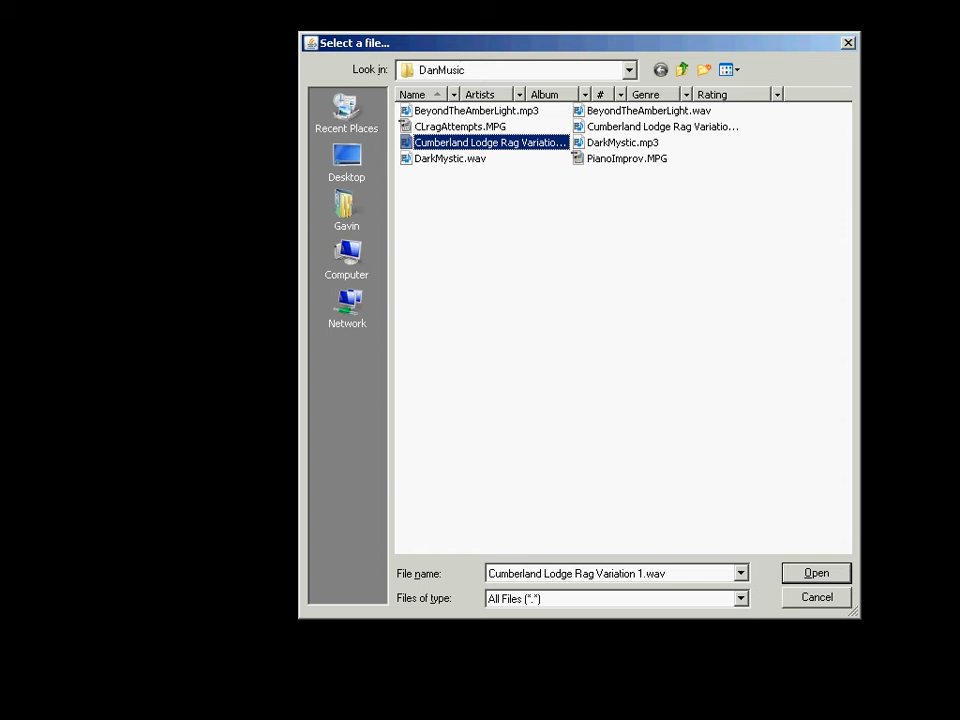 Select a file...
Look in: DanMusic
Name Artists Album # Genre Rating
BeyondTheAmberLight.mp3 BeyondTheAmberLight.wav
CLragAttempts.MPG Cumberland Lodge Rag Variatio...
Cumberland Lodge Rag Variatio... DarkMystic.mp3
DarkMystic.wav PianoImprov.MPG
Recent Places
Desktop
Gavin
Computer
Network
File name: Cumberland Lodge Rag Variation 1.wav Open
Files of type: All Files (*.*) Cancel